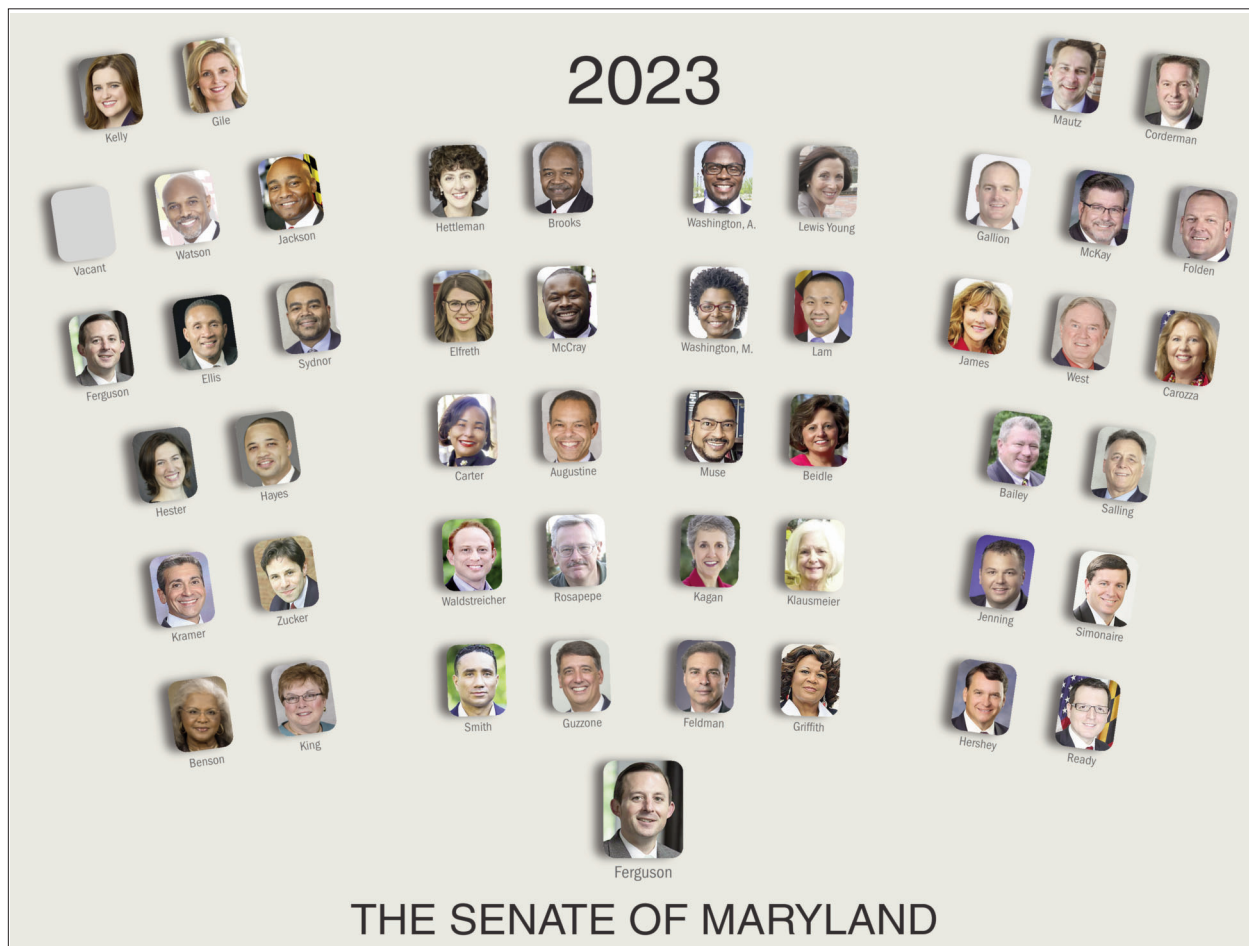 2023
Kelly
Gile
Mautz
Corderman
Vacant
Watson
Jackson
Hettleman
Brooks
Washington, A.
Lewis Young
Gallion
McKay
Folden
Ferguson
Ellis
Sydnor
Elfreth
McCray
Washington, M.
Lam
James
West
Carozza
Hester
Hayes
Carter
Augustine
Muse
Beidle
Bailey
Salling
Kramer
Zucker
Waldstreicher
Rosapepe
Kagan
Klausmeier
Jenning
Simonaire
Benson
King
Smith
Guzzone
Feldman
Griffith
Hershey
Ready
Ferguson
THE SENATE OF MARYLAND